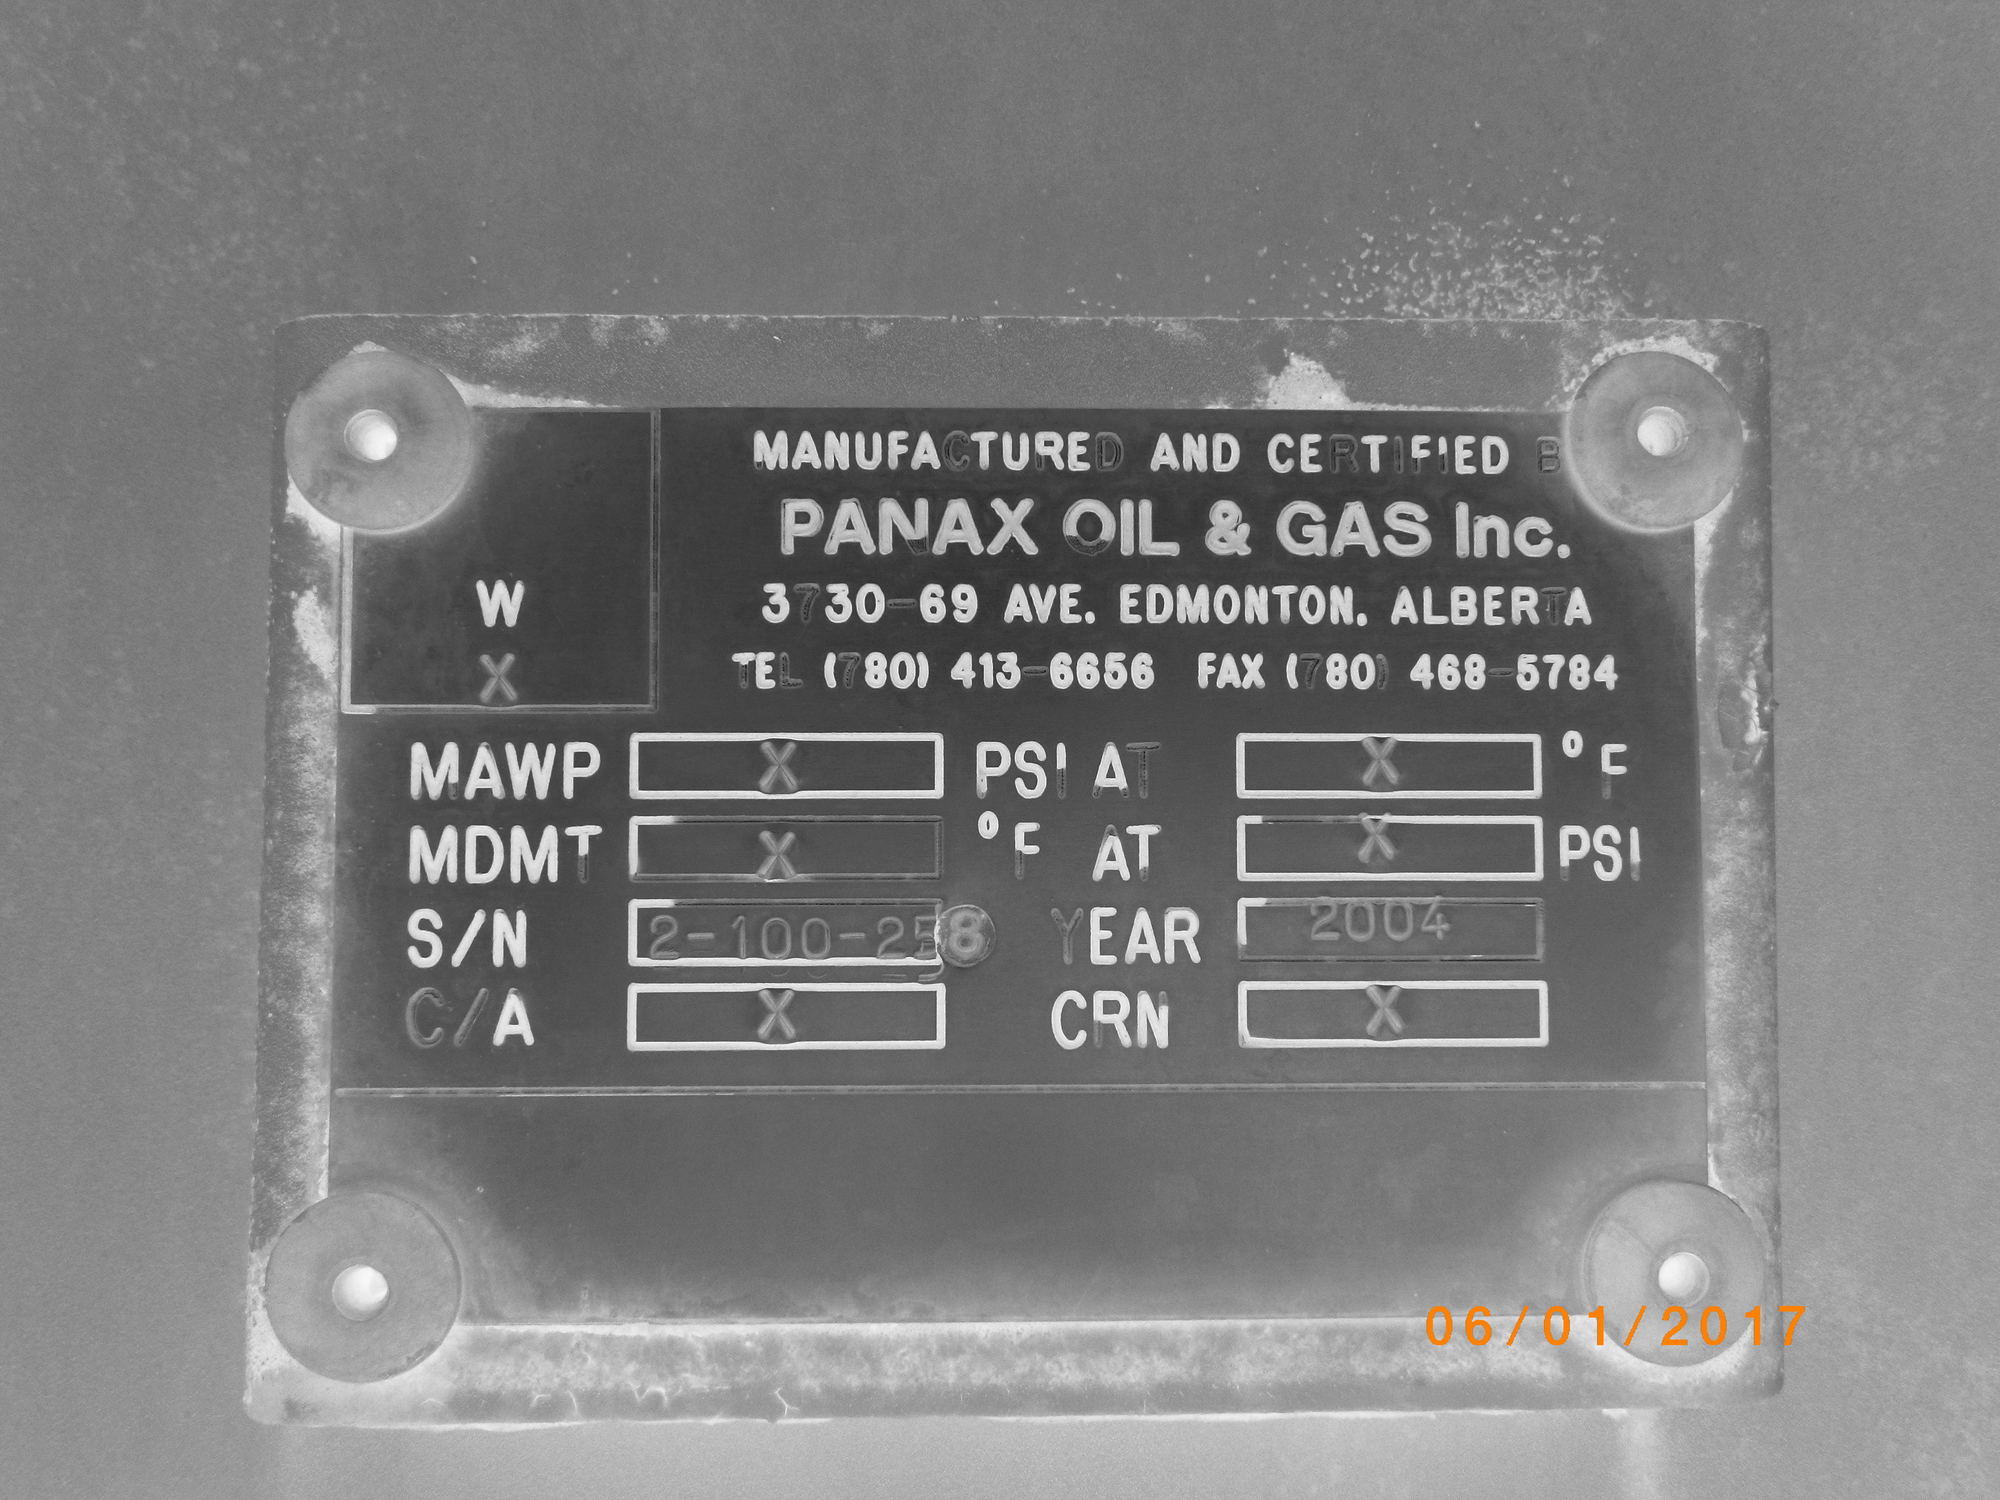 MANUFACTURED AND CERTIFIED B
PANAX OIL & GAS Inc.
3730-69 AVE. EDMONTON. ALBERTA
TEL (780) 413-6656 FAX (780) 468-5784
W
X
MAWP X PSI AT X °F
MDMT X °F AT X PSI
S/N 2-100-258 YEAR 2004
C/A X CRN X
06/01/2017